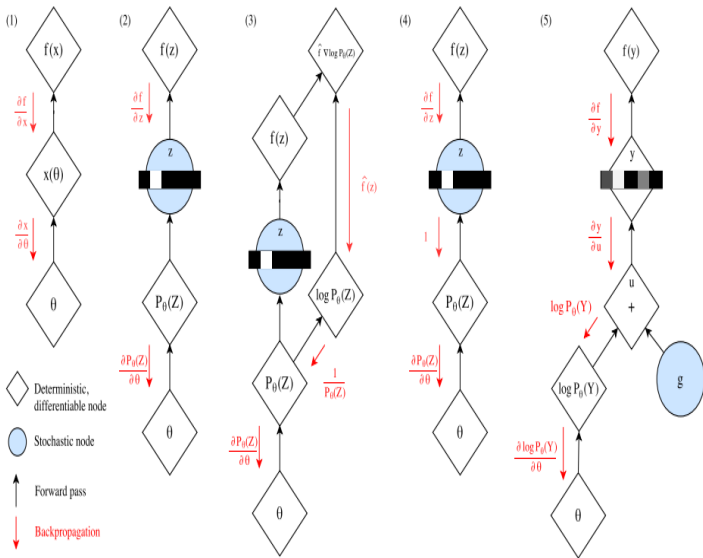 (1)
f(x)
∂f
∂x
x(θ)
∂x
∂θ
θ
Deterministic,
differentiable node
Stochastic node
Forward pass
Backpropagation
(2)
f(z)
∂f
∂z
z
Pθ(Z)
∂Pθ(Z)
∂θ
θ
(3)
f̂ ∇ log Pθ(Z)
f(z)
f̂(z)
z
log Pθ(Z)
Pθ(Z)
1
Pθ(Z)
∂Pθ(Z)
∂θ
θ
(4)
f(z)
∂f
∂z
z
1
Pθ(Z)
∂Pθ(Z)
∂θ
θ
(5)
f(y)
∂f
∂y
y
∂y
∂u
u
+
log Pθ(Y)
log Pθ(Y)
g
∂ log Pθ(Y)
∂θ
θ